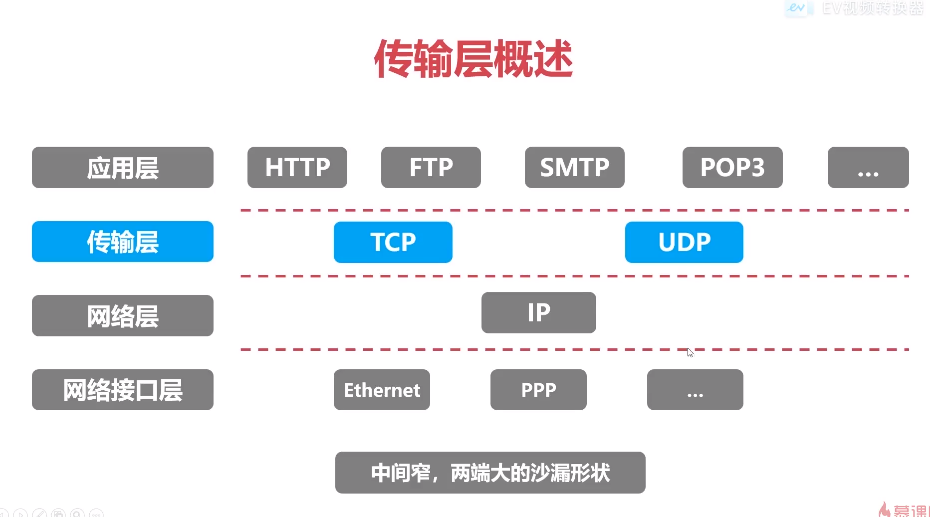 EV视频转换器
传输层概述
应用层 HTTP FTP SMTP POP3 ...
传输层 TCP UDP
网络层 IP
网络接口层 Ethernet PPP ...
中间窄，两端大的沙漏形状
慕课